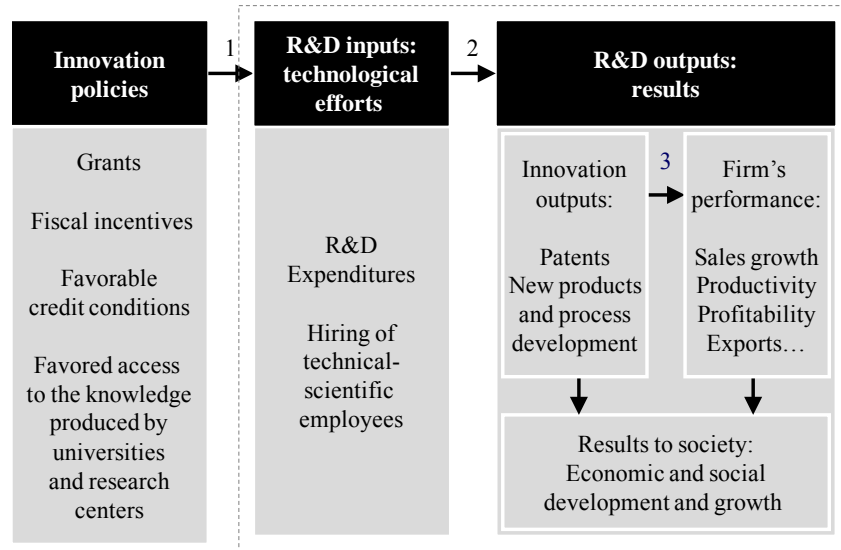 Innovation
policies
1
R&D inputs:
technological
efforts
2
R&D outputs:
results
Grants
Fiscal incentives
Favorable
credit conditions
Favored access
to the knowledge
produced by
universities
and research
centers
R&D
Expenditures
Hiring of
technical-
scientific
employees
Innovation
outputs:
Patents
New products
and process
development
3
Firm’s
performance:
Sales growth
Productivity
Profitability
Exports…
Results to society:
Economic and social
development and growth